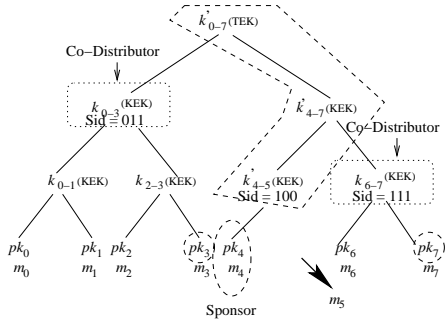 k'0−7(TEK)
Co−Distributor
k0−3(KEK)
Sid = 011
k'4−7(KEK)
Co−Distributor
k0−1(KEK) k2−3(KEK) k'4−5(KEK) k6−7(KEK)
Sid = 100 Sid = 111
pk0 pk1 pk2 pk3 pk4 pk6 pk7
m0 m1 m2 m3 m4 m6 m7
m5
Sponsor